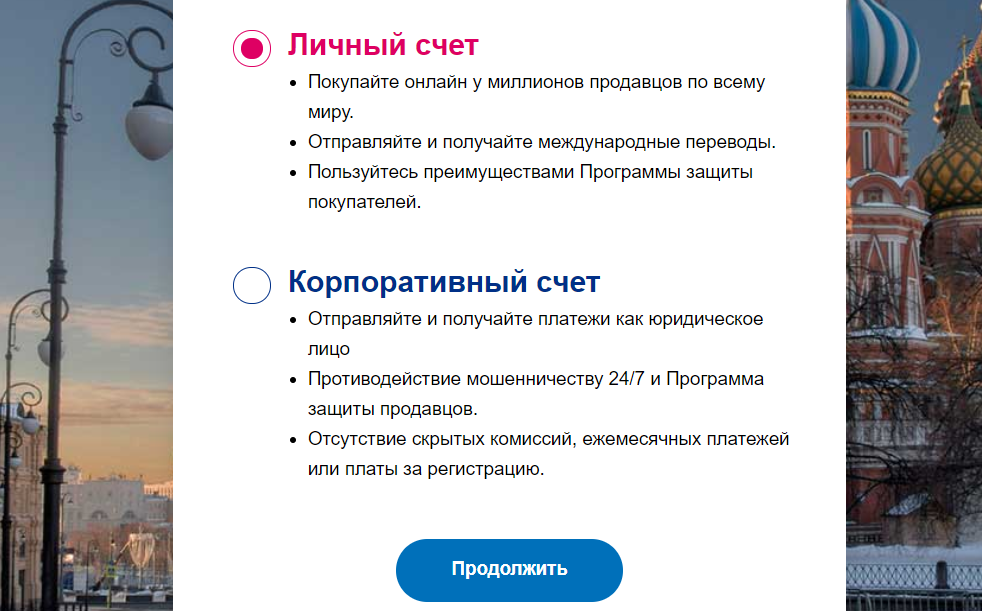 Личный счет
Покупайте онлайн у миллионов продавцов по всему
миру.
Отправляйте и получайте международные переводы.
Пользуйтесь преимуществами Программы защиты
покупателей.
Корпоративный счет
Отправляйте и получайте платежи как юридическое
лицо
Противодействие мошенничеству 24/7 и Программа
защиты продавцов.
Отсутствие скрытых комиссий, ежемесячных платежей
или платы за регистрацию.
Продолжить